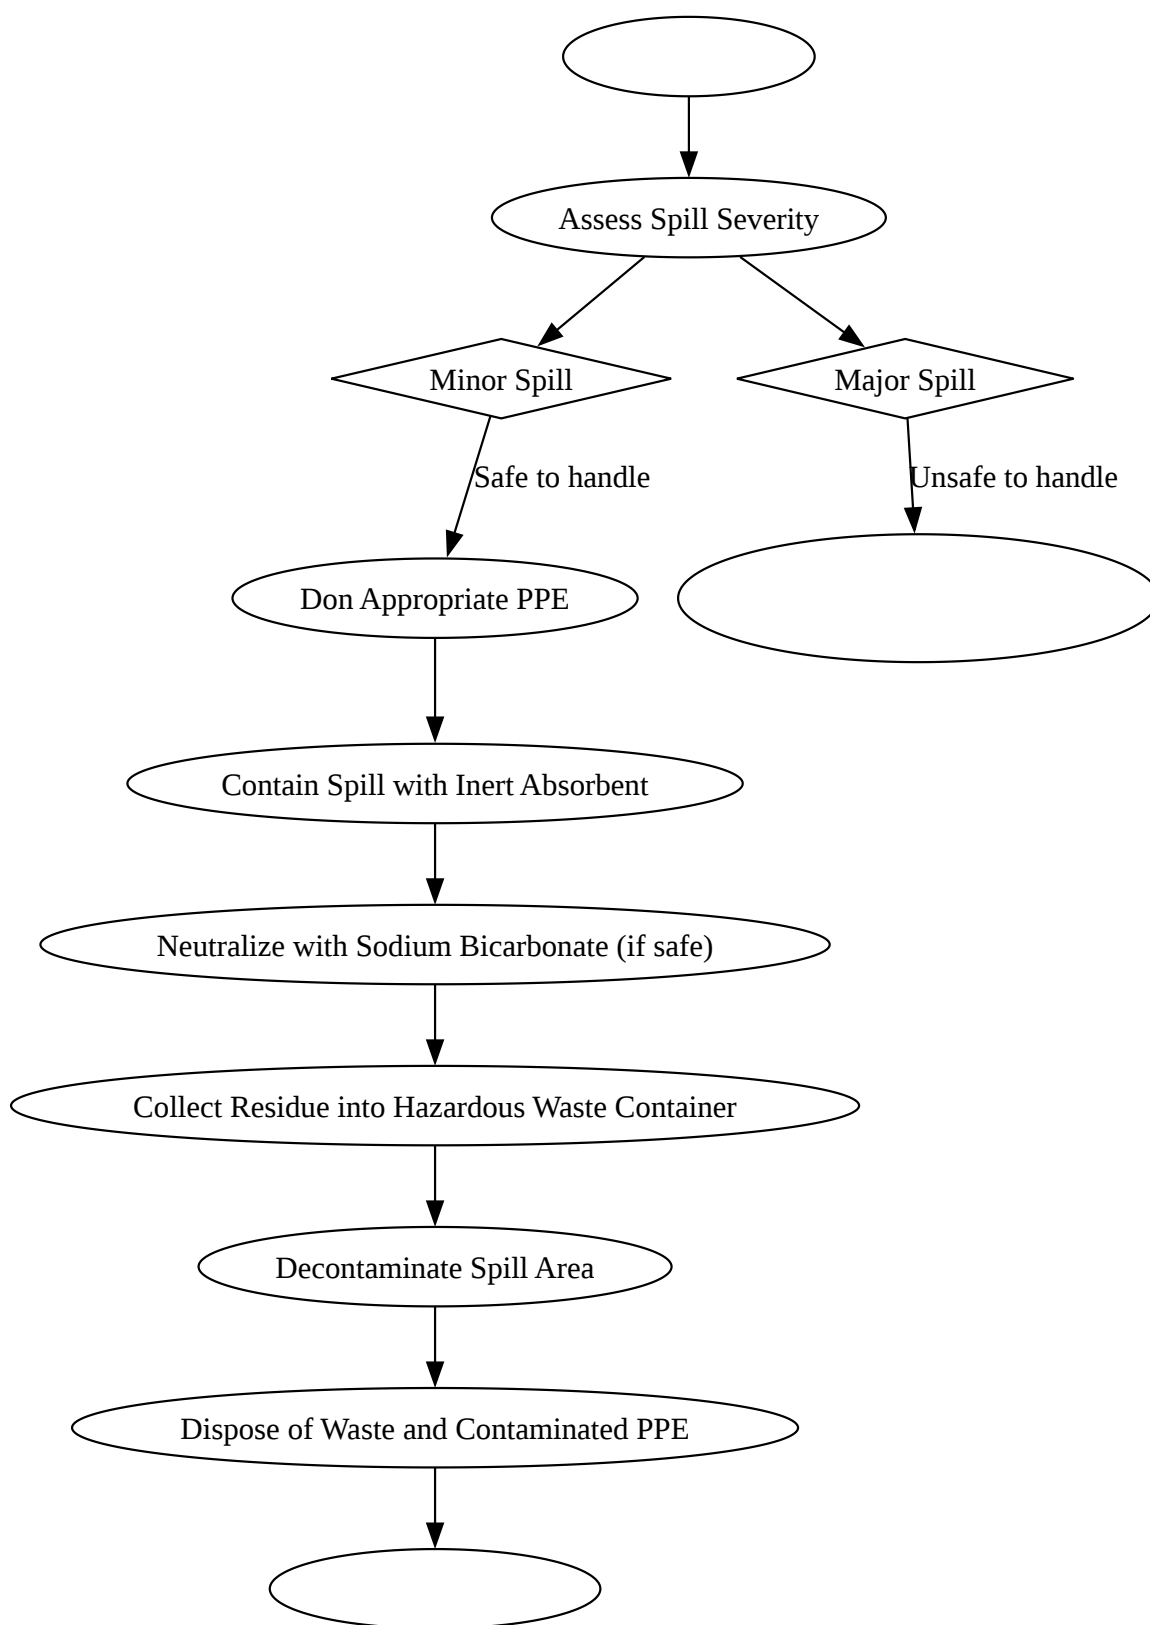 Assess Spill Severity
Minor Spill
Major Spill
Safe to handle
Unsafe to handle
Don Appropriate PPE
Contain Spill with Inert Absorbent
Neutralize with Sodium Bicarbonate (if safe)
Collect Residue into Hazardous Waste Container
Decontaminate Spill Area
Dispose of Waste and Contaminated PPE